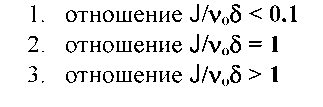 1. отношение J/ν₀δ < 0.1
2. отношение J/ν₀δ = 1
3. отношение J/ν₀δ > 1